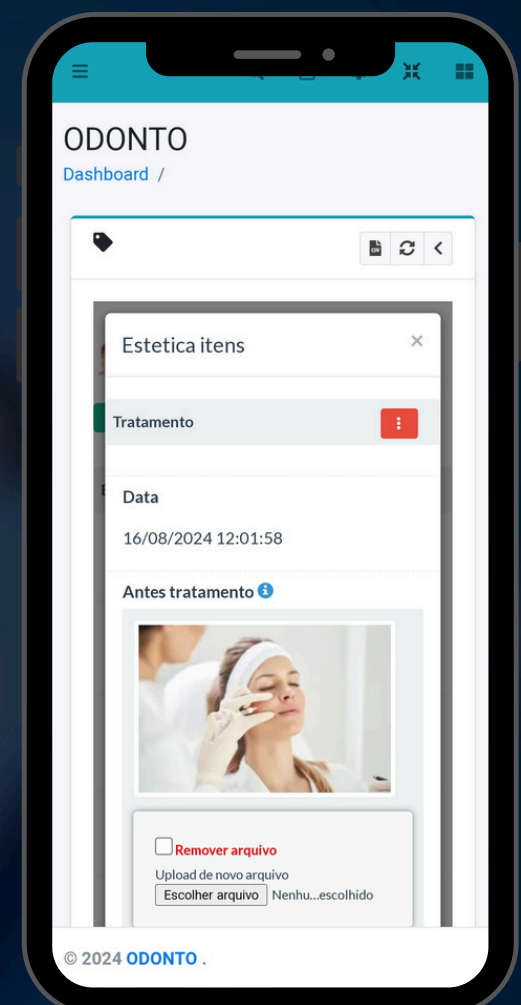 ODONTO
Dashboard /
Estetica itens ×
Tratamento
Data
16/08/2024 12:01:58
Antes tratamento
Remover arquivo
Upload de novo arquivo
Escolher arquivo Nenhu...escolhido
© 2024 ODONTO .